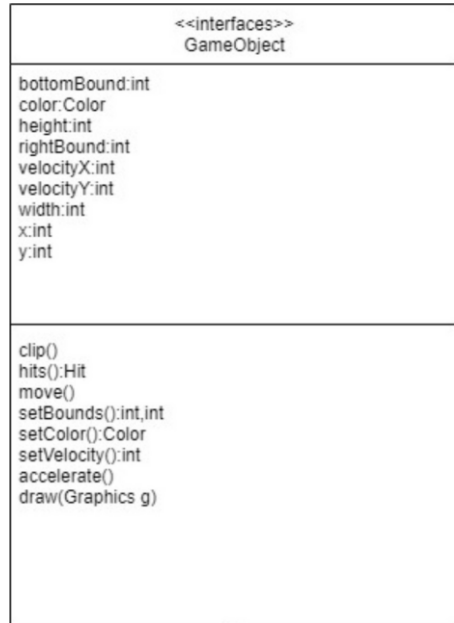 <<interfaces>>
GameObject
bottomBound:int
color:Color
height:int
rightBound:int
velocityX:int
velocityY:int
width:int
x:int
y:int
clip()
hits():Hit
move()
setBounds():int,int
setColor():Color
setVelocity():int
accelerate()
draw(Graphics g)